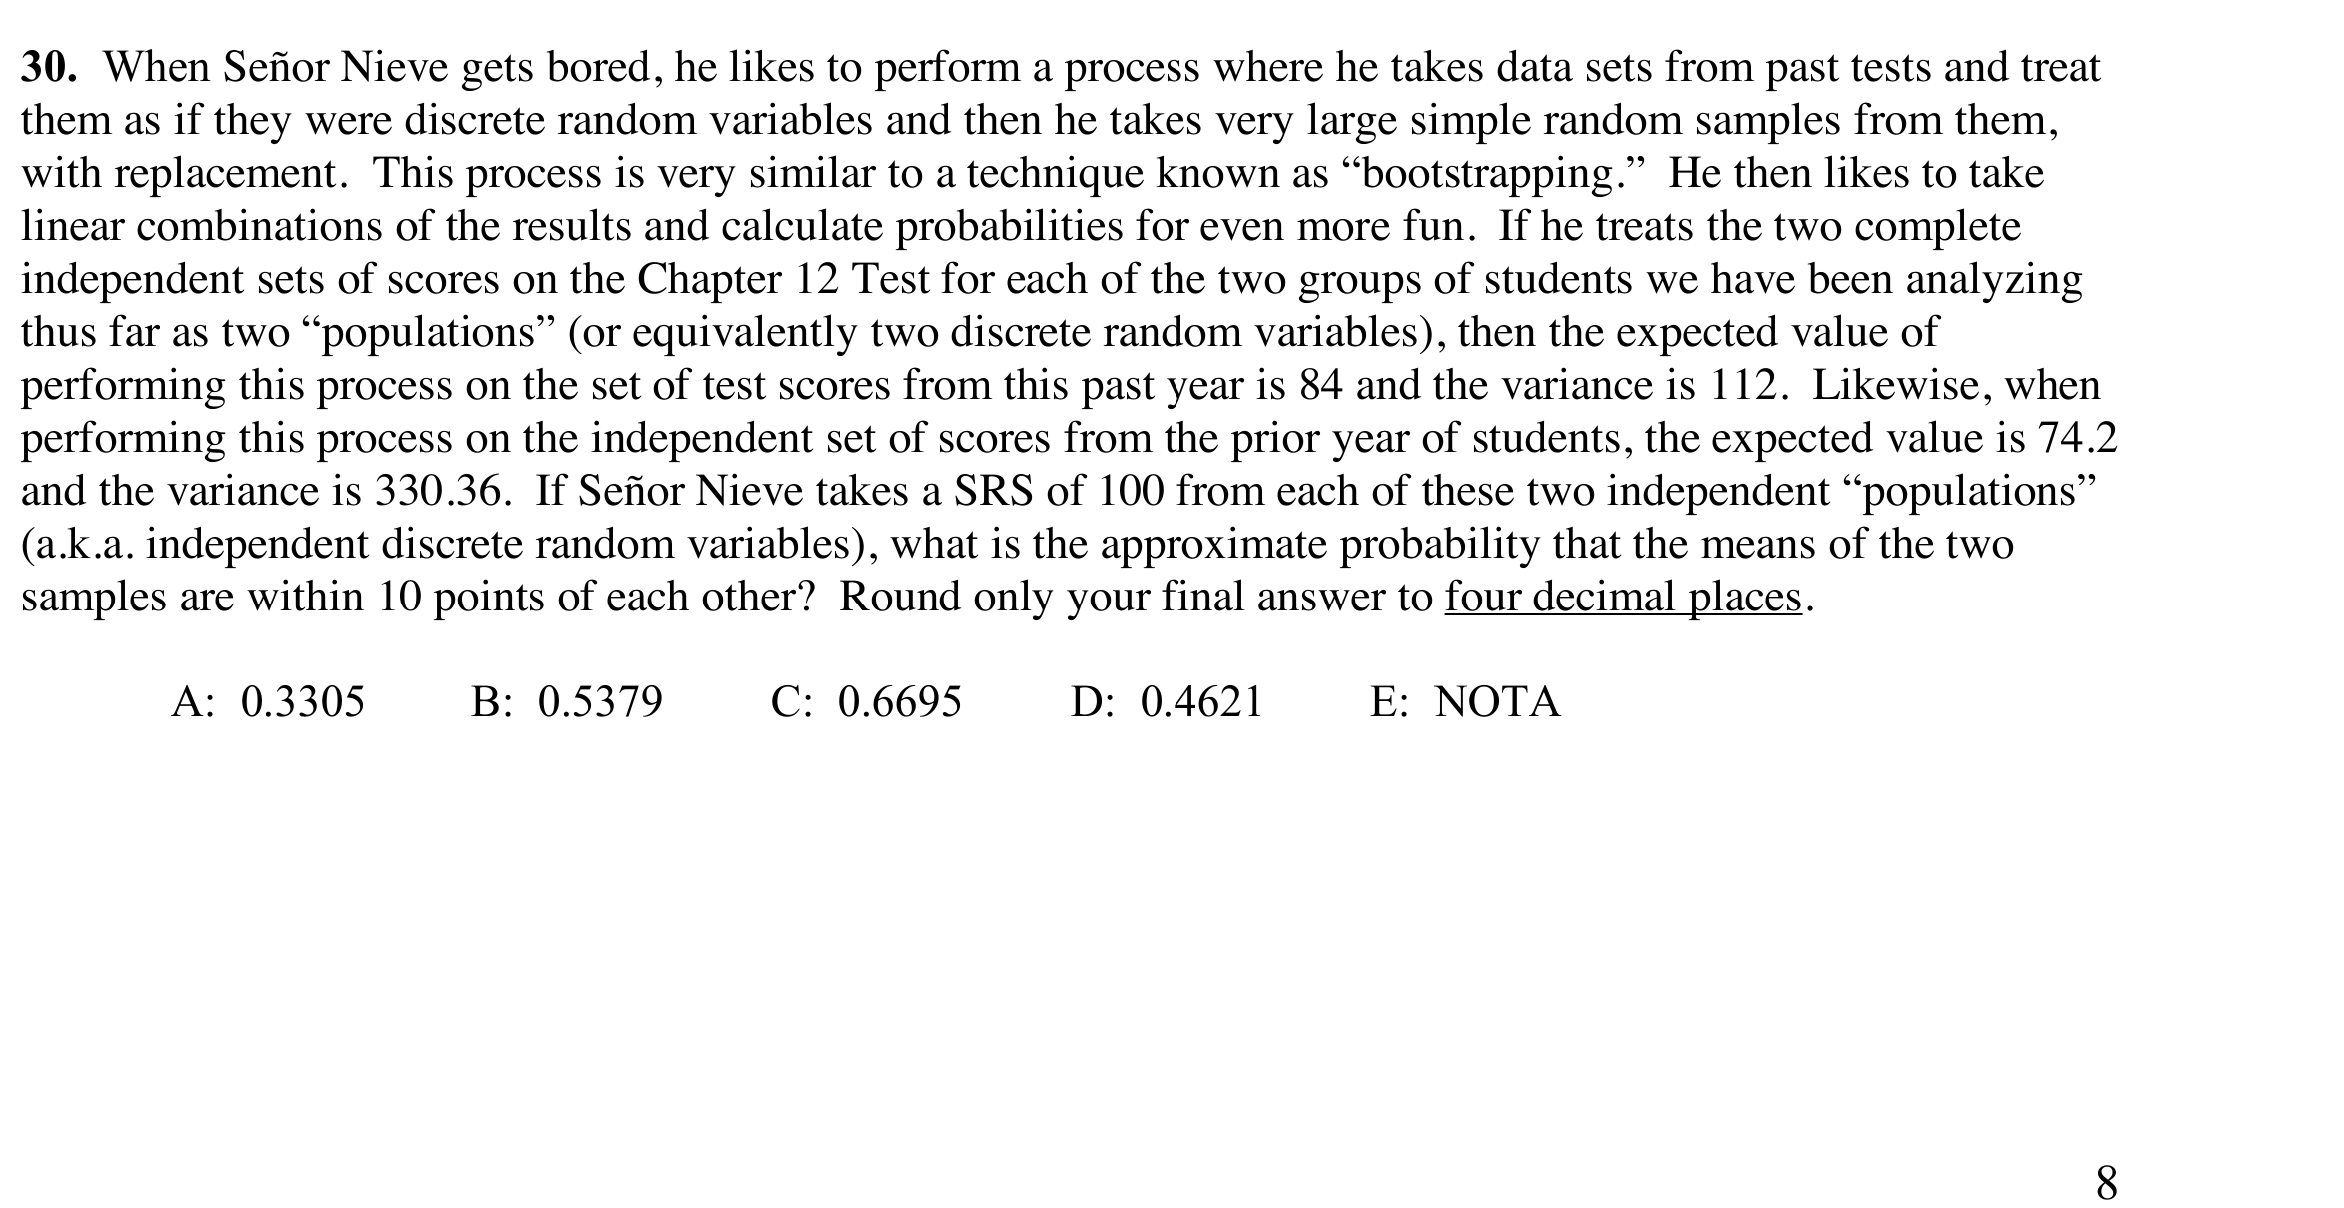 30. When Señor Nieve gets bored, he likes to perform a process where he takes data sets from past tests and treat
them as if they were discrete random variables and then he takes very large simple random samples from them,
with replacement. This process is very similar to a technique known as “bootstrapping.” He then likes to take
linear combinations of the results and calculate probabilities for even more fun. If he treats the two complete
independent sets of scores on the Chapter 12 Test for each of the two groups of students we have been analyzing
thus far as two “populations” (or equivalently two discrete random variables), then the expected value of
performing this process on the set of test scores from this past year is 84 and the variance is 112. Likewise, when
performing this process on the independent set of scores from the prior year of students, the expected value is 74.2
and the variance is 330.36. If Señor Nieve takes a SRS of 100 from each of these two independent “populations”
(a.k.a. independent discrete random variables), what is the approximate probability that the means of the two
samples are within 10 points of each other? Round only your final answer to four decimal places.
A: 0.3305 B: 0.5379 C: 0.6695 D: 0.4621 E: NOTA
8